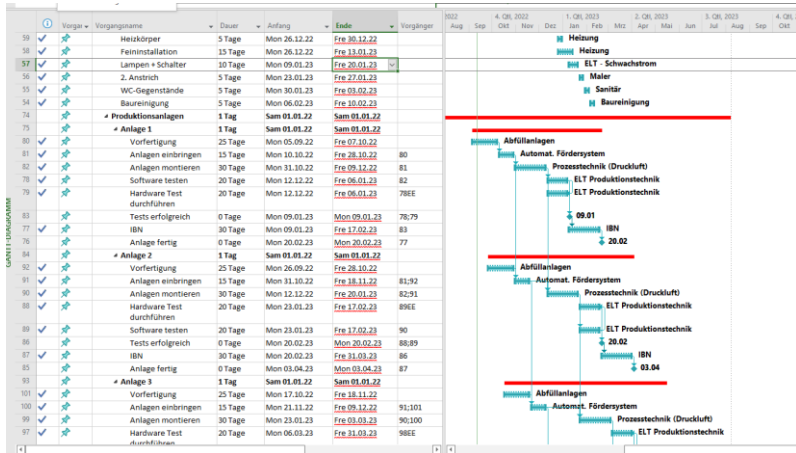 Vorgar Vorgangsname Dauer Anfang Ende Vorgänger
2022 4. Qtl, 2022 1. Qtl, 2023 2. Qtl, 2023 3. Qtl, 2023 4. Qtl,
Aug Sep Okt Nov Dez Jan Feb Mrz Apr Mai Jun Jul Aug Sep Okt
59 Heizkörper 5 Tage Mon 26.12.22 Fre 30.12.22 Heizung
58 Feininstallation 15 Tage Mon 26.12.22 Fre 13.01.23 Heizung
57 Lampen + Schalter 10 Tage Mon 09.01.23 Fre 20.01.23 ELT - Schwachstrom
56 2. Anstrich 5 Tage Mon 23.01.23 Fre 27.01.23 Maler
55 WC-Gegenstände 5 Tage Mon 30.01.23 Fre 03.02.23 Sanitär
54 Baureinigung 5 Tage Mon 06.02.23 Fre 10.02.23 Baureinigung
74 Produktionsanlagen 1 Tag Sam 01.01.22 Sam 01.01.22
75 Anlage 1 1 Tag Sam 01.01.22 Sam 01.01.22
80 Vorfertigung 25 Tage Mon 05.09.22 Fre 07.10.22 Abfüllanlagen
81 Anlagen einbringen 15 Tage Mon 10.10.22 Fre 28.10.22 80 Automat. Fördersystem
82 Anlagen montieren 30 Tage Mon 31.10.22 Fre 09.12.22 81 Prozesstechnik (Druckluft)
78 Software testen 20 Tage Mon 12.12.22 Fre 06.01.23 82 ELT Produktionstechnik
79 Hardware Test 20 Tage Mon 12.12.22 Fre 06.01.23 78EE ELT Produktionstechnik
durchführen
83 Tests erfolgreich 0 Tage Mon 09.01.23 Mon 09.01.23 78;79 09.01
77 IBN 30 Tage Mon 09.01.23 Fre 17.02.23 83 IBN
76 Anlage fertig 0 Tage Mon 20.02.23 Mon 20.02.23 77 20.02
84 Anlage 2 1 Tag Sam 01.01.22 Sam 01.01.22
92 Vorfertigung 25 Tage Mon 26.09.22 Fre 28.10.22 Abfüllanlagen
91 Anlagen einbringen 15 Tage Mon 31.10.22 Fre 18.11.22 81;92 Automat. Fördersystem
90 Anlagen montieren 30 Tage Mon 12.12.22 Fre 20.01.23 82;91 Prozesstechnik (Druckluft)
88 Hardware Test 20 Tage Mon 23.01.23 Fre 17.02.23 89EE ELT Produktionstechnik
durchführen
89 Software testen 20 Tage Mon 23.01.23 Fre 17.02.23 90 ELT Produktionstechnik
86 Tests erfolgreich 0 Tage Mon 20.02.23 Mon 20.02.23 88;89 20.02
87 IBN 30 Tage Mon 20.02.23 Fre 31.03.23 86 IBN
85 Anlage fertig 0 Tage Mon 03.04.23 Mon 03.04.23 87 03.04
93 Anlage 3 1 Tag Sam 01.01.22 Sam 01.01.22
101 Vorfertigung 25 Tage Mon 17.10.22 Fre 18.11.22 Abfüllanlagen
100 Anlagen einbringen 15 Tage Mon 21.11.22 Fre 09.12.22 91;101 Automat. Fördersystem
99 Anlagen montieren 30 Tage Mon 23.01.23 Fre 03.03.23 90;100 Prozesstechnik (Druckluft)
97 Hardware Test 20 Tage Mon 06.03.23 Fre 31.03.23 98EE ELT Produktionstechnik
durchführen
GANTT-DIAGRAMM